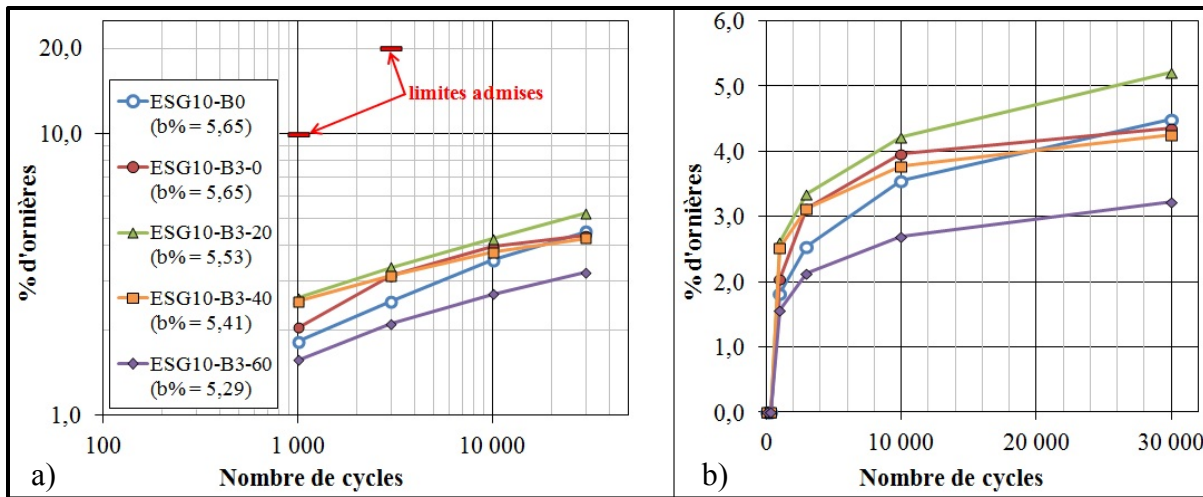 a)
% d'ornières
20,0
10,0
1,0
limites admises
ESG10-B0
(b% = 5,65)
ESG10-B3-0
(b% = 5,65)
ESG10-B3-20
(b% = 5,53)
ESG10-B3-40
(b% = 5,41)
ESG10-B3-60
(b% = 5,29)
100 1 000 10 000
Nombre de cycles
b)
% d'ornières
6,0
5,0
4,0
3,0
2,0
1,0
0,0
0 10 000 20 000 30 000
Nombre de cycles